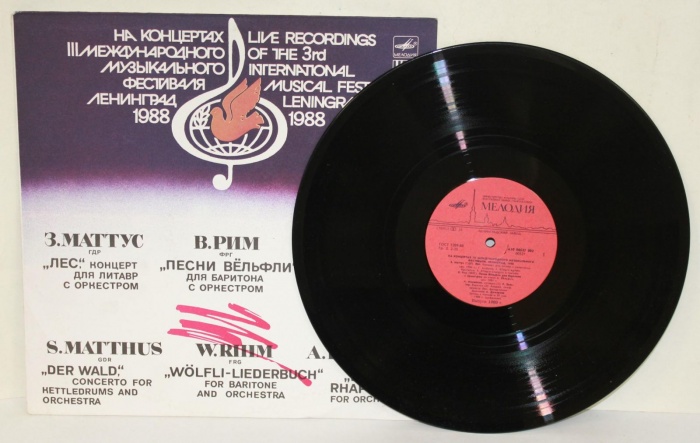 НА КОНЦЕРТАХ
III МЕЖДУНАРОДНОГО
МУЗЫКАЛЬНОГО
ФЕСТИВАЛЯ
ЛЕНИНГРАД
1988
LIVE RECORDINGS
OF THE 3rd
INTERNATIONAL
MUSICAL FEST
LENINGRA
1988
МЕЛОДИЯ
З.МАТТУС
ГДР
„ЛЕС,“ КОНЦЕРТ
ДЛЯ ЛИТАВР
С ОРКЕСТРОМ
В.РИМ
ФРГ
„ПЕСНИ ВЁЛЬФЛИ
ДЛЯ БАРИТОНА
С ОРКЕСТРОМ
S.MATTHUS
GDR
„DER WALD,“
CONCERTO FOR
KETTLEDRUMS AND
ORCHESTRA
W.RIHM
FRG
„WÖLFLI-LIEDERBUCH“
FOR BARITONE
AND ORCHESTRA
A.
RHAP
FOR ORCH
МЕЛОДИЯ